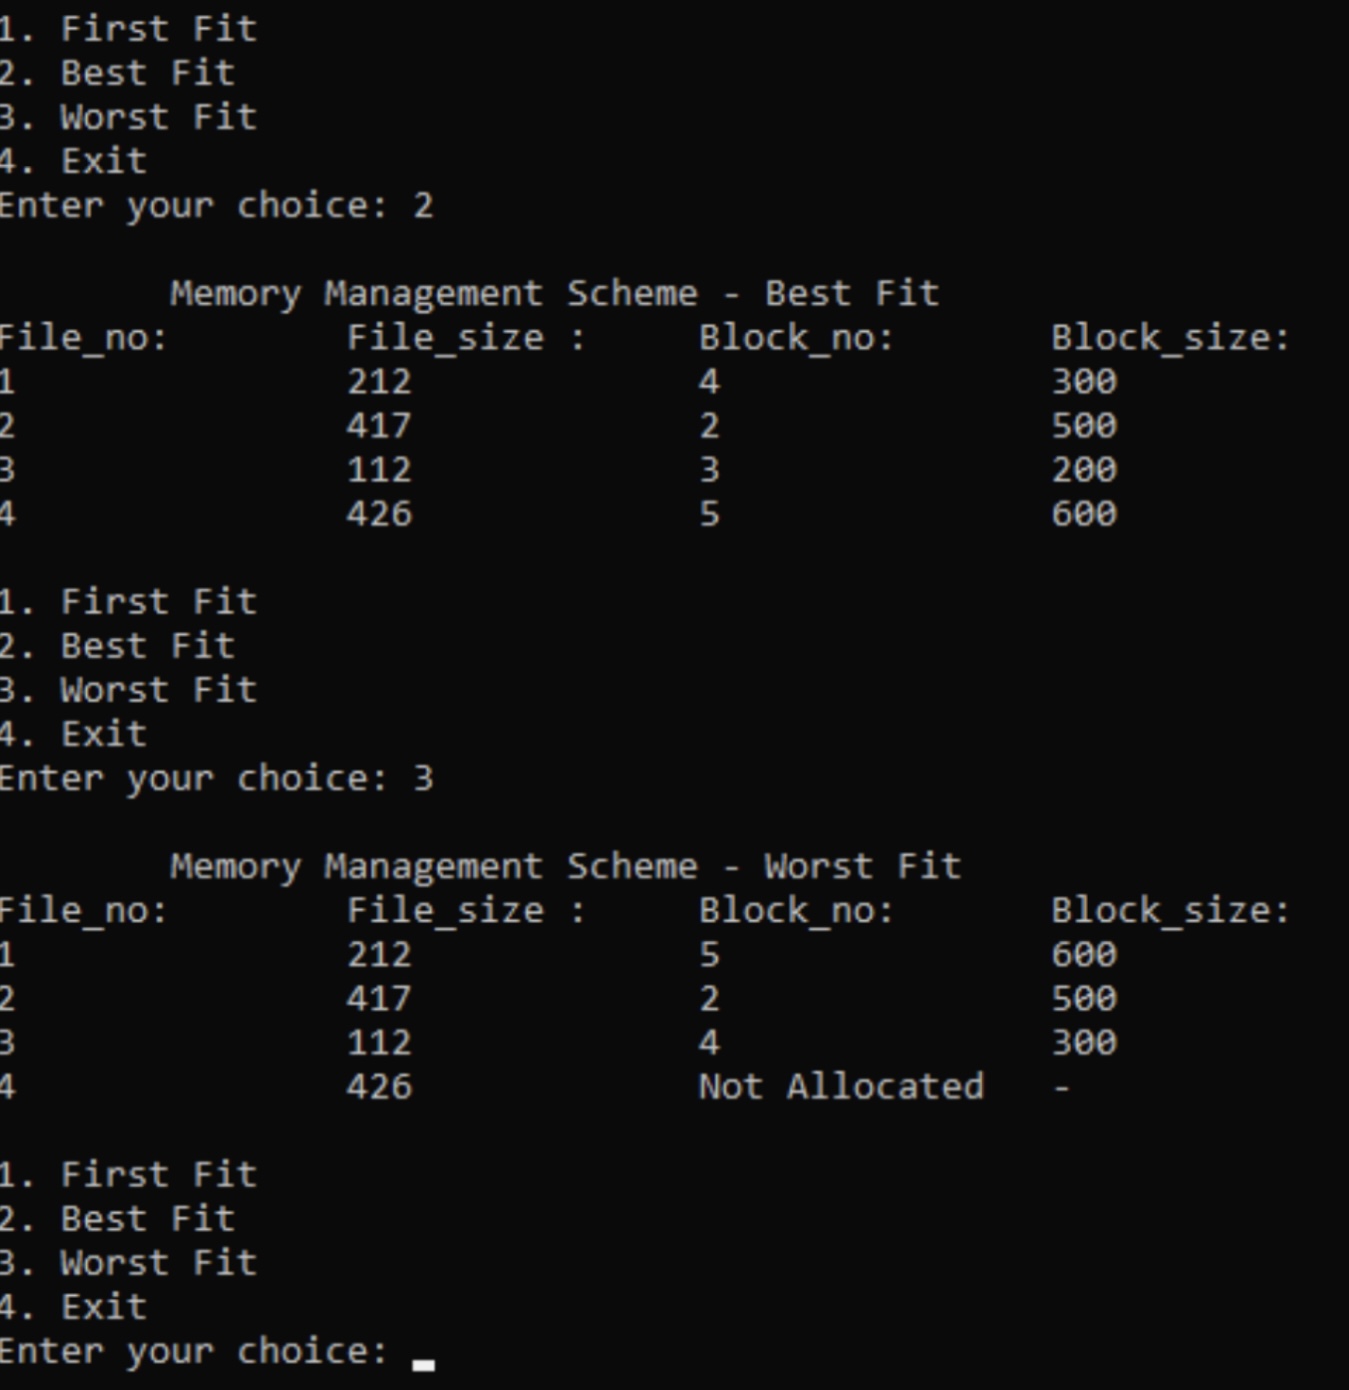 1. First Fit
2. Best Fit
3. Worst Fit
4. Exit
Enter your choice: 2
Memory Management Scheme - Best Fit
File_no: File_size : Block_no: Block_size:
1 212 4 300
2 417 2 500
3 112 3 200
4 426 5 600
1. First Fit
2. Best Fit
3. Worst Fit
4. Exit
Enter your choice: 3
Memory Management Scheme - Worst Fit
File_no: File_size : Block_no: Block_size:
1 212 5 600
2 417 2 500
3 112 4 300
4 426 Not Allocated -
1. First Fit
2. Best Fit
3. Worst Fit
4. Exit
Enter your choice: